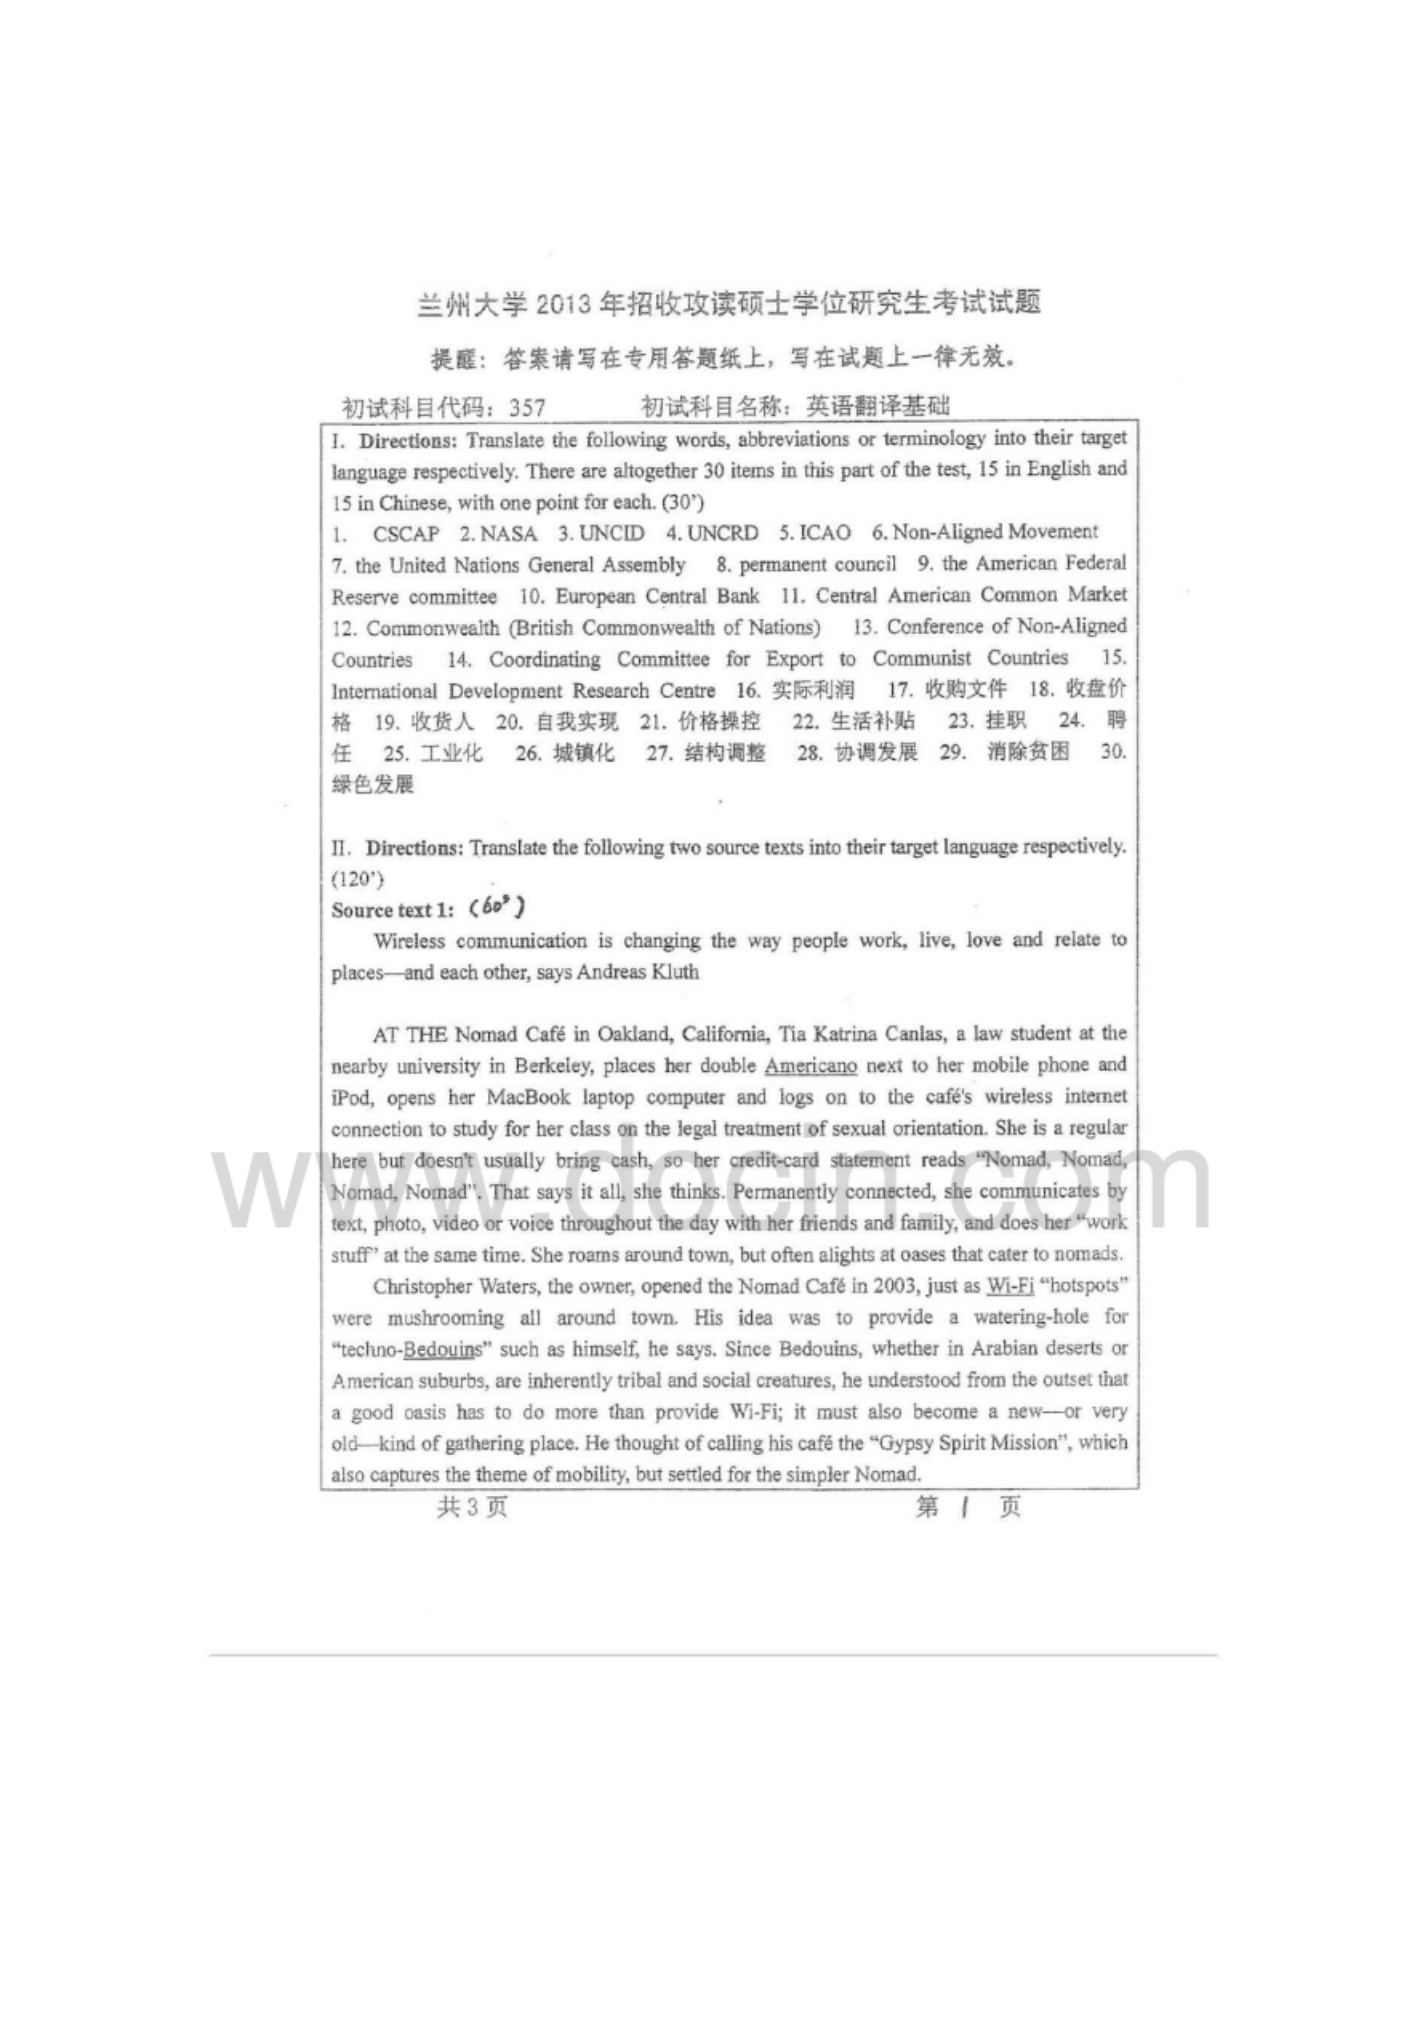 兰州大学 2013 年招收攻读硕士学位研究生考试试题
提醒：答案请写在专用答题纸上，写在试题上一律无效。
初试科目代码：357 初试科目名称：英语翻译基础
I. Directions: Translate the following words, abbreviations or terminology into their target
language respectively. There are altogether 30 items in this part of the test, 15 in English and
15 in Chinese, with one point for each. (30’)
1. CSCAP 2. NASA 3. UNCID 4. UNCRD 5. ICAO 6. Non-Aligned Movement
7. the United Nations General Assembly 8. permanent council 9. the American Federal
Reserve committee 10. European Central Bank 11. Central American Common Market
12. Commonwealth (British Commonwealth of Nations) 13. Conference of Non-Aligned
Countries 14. Coordinating Committee for Export to Communist Countries 15.
International Development Research Centre 16. 实际利润 17. 收购文件 18. 收盘价
格 19. 收货人 20. 自我实现 21. 价格操控 22. 生活补贴 23. 挂职 24. 聘
任 25. 工业化 26. 城镇化 27. 结构调整 28. 协调发展 29. 消除贫困 30.
绿色发展
II. Directions: Translate the following two source texts into their target language respectively.
(120’)
Source text 1: (60’)
Wireless communication is changing the way people work, live, love and relate to
places—and each other, says Andreas Kluth
AT THE Nomad Café in Oakland, California, Tia Katrina Canlas, a law student at the
nearby university in Berkeley, places her double Americano next to her mobile phone and
iPod, opens her MacBook laptop computer and logs on to the café's wireless internet
connection to study for her class on the legal treatment of sexual orientation. She is a regular
here but doesn't usually bring cash, so her credit-card statement reads “Nomad, Nomad,
Nomad, Nomad”. That says it all, she thinks. Permanently connected, she communicates by
text, photo, video or voice throughout the day with her friends and family, and does her “work
stuff” at the same time. She roams around town, but often alights at oases that cater to nomads.
Christopher Waters, the owner, opened the Nomad Café in 2003, just as Wi-Fi “hotspots”
were mushrooming all around town. His idea was to provide a watering-hole for
“techno-Bedouins” such as himself, he says. Since Bedouins, whether in Arabian deserts or
American suburbs, are inherently tribal and social creatures, he understood from the outset that
a good oasis has to do more than provide Wi-Fi; it must also become a new—or very
old—kind of gathering place. He thought of calling his café the “Gypsy Spirit Mission”, which
also captures the theme of mobility, but settled for the simpler Nomad.
共 3 页 第 1 页
www.docin.com